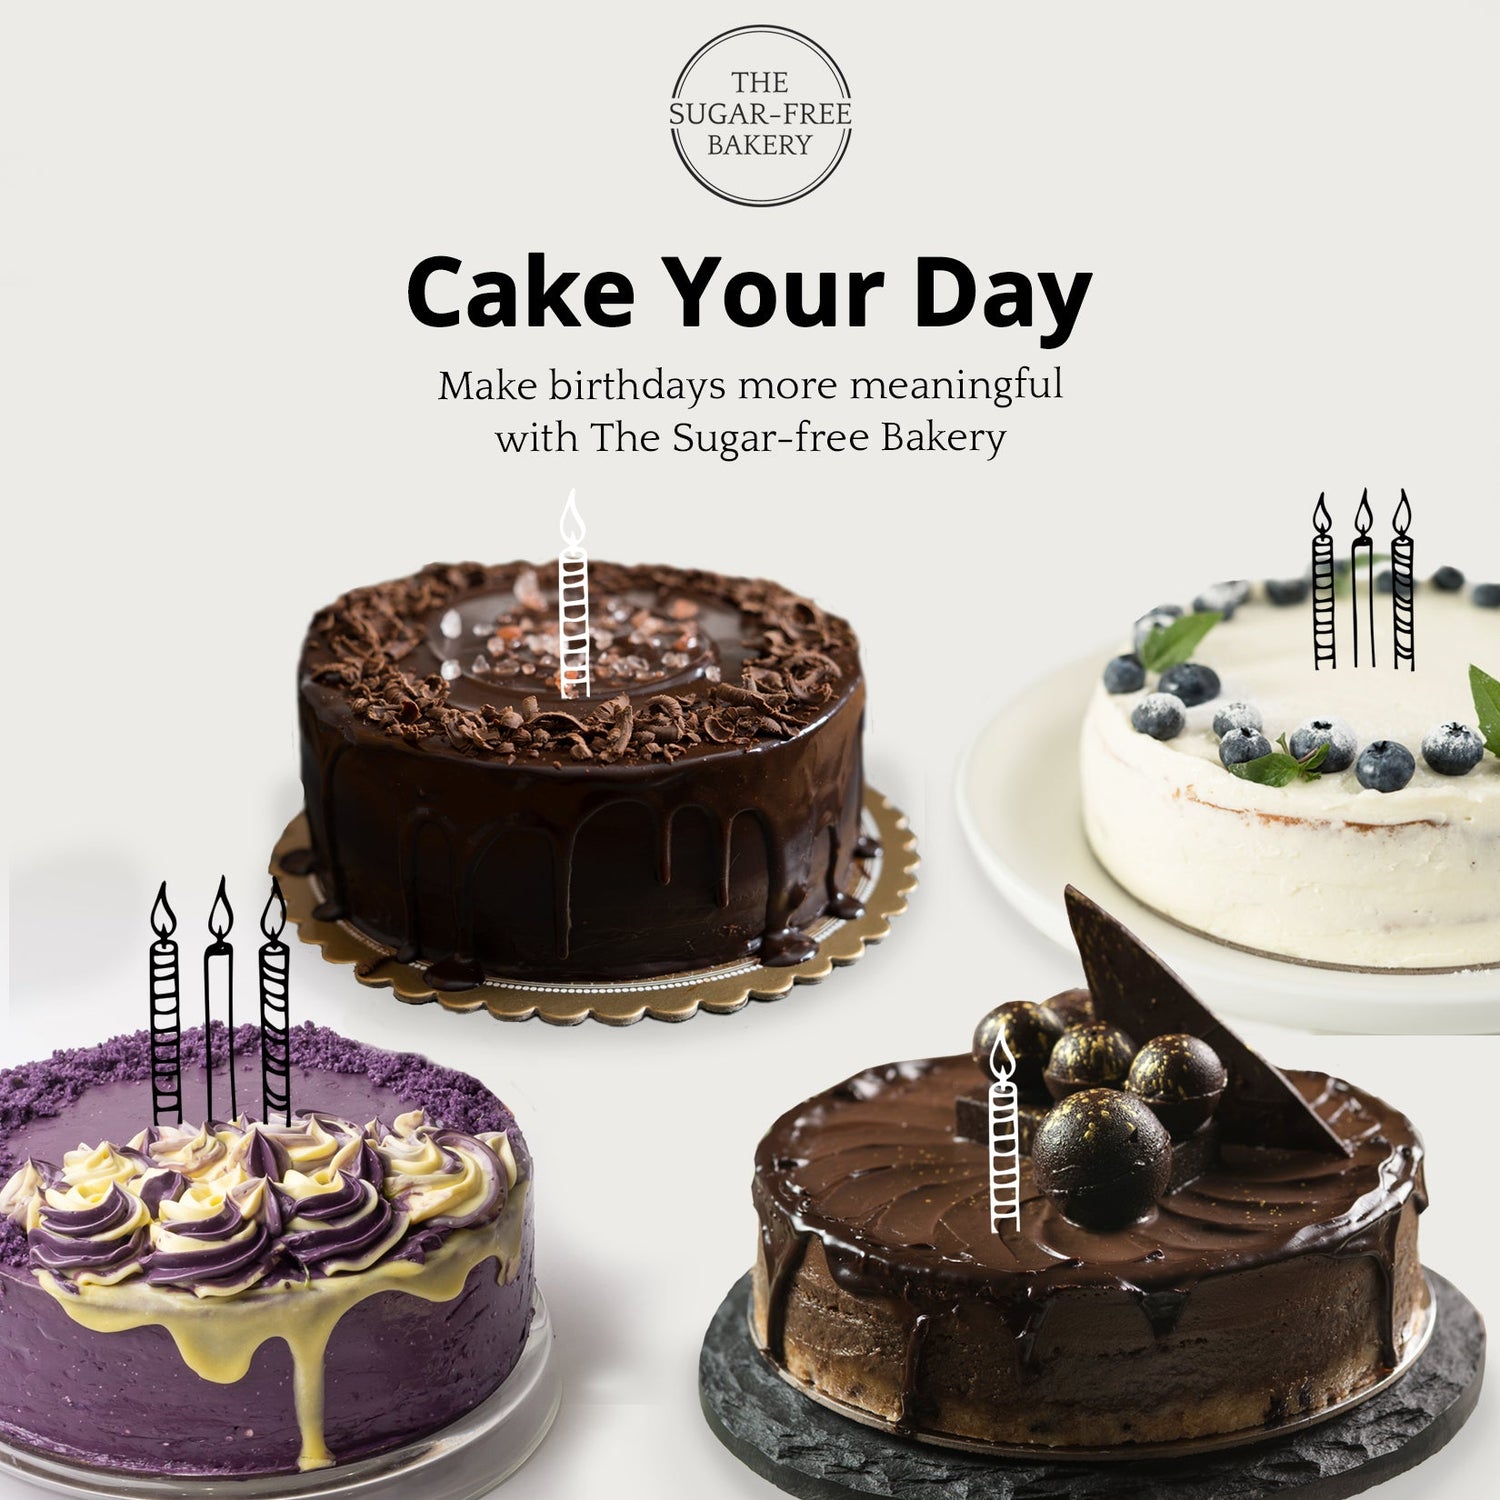 THE
SUGAR-FREE
BAKERY
Cake Your Day
Make birthdays more meaningful
with The Sugar-free Bakery